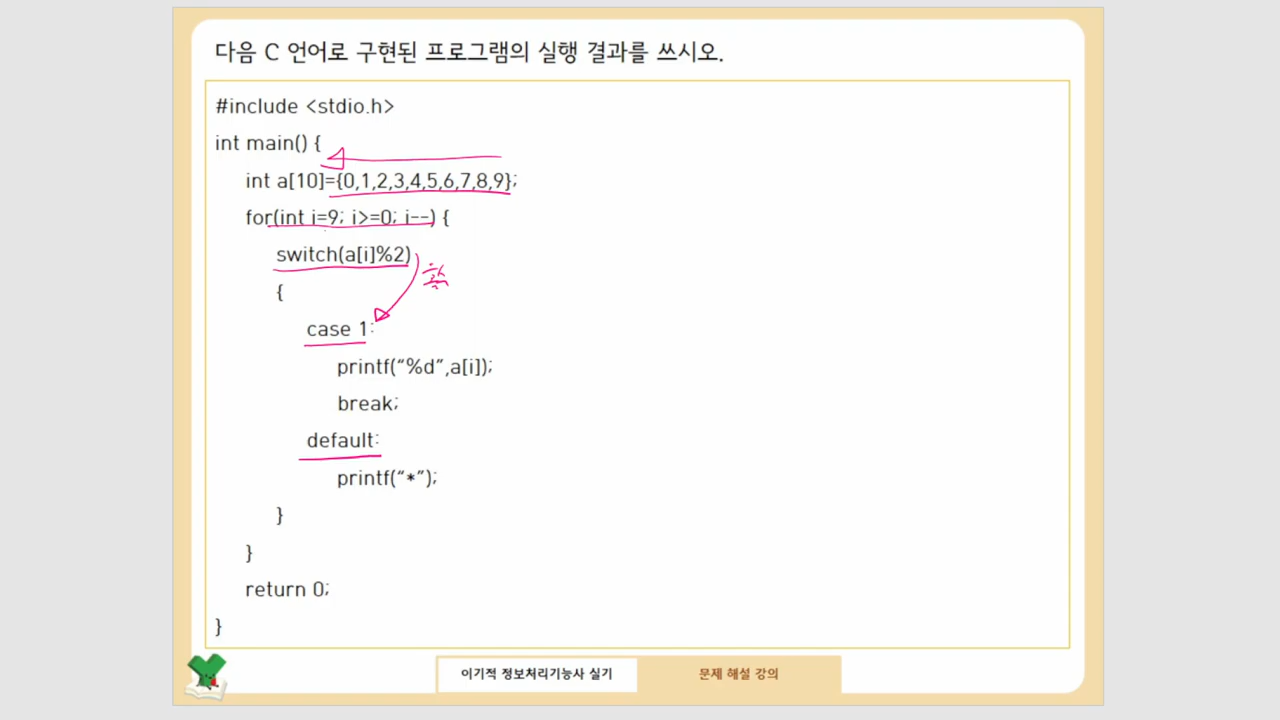 다음 C 언어로 구현된 프로그램의 실행 결과를 쓰시오.
#include <stdio.h>
int main() {
int a[10]={0,1,2,3,4,5,6,7,8,9};
for(int i=9; i>=0; i--) {
switch(a[i]%2)
{
case 1:
printf(“%d”,a[i]);
break;
default:
printf(“*”);
}
}
return 0;
}
이기적 정보처리기능사 실기
문제 해설 강의